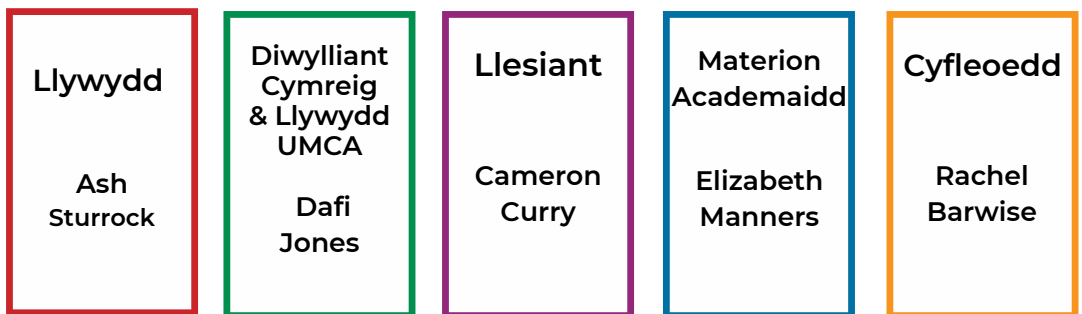 Llywydd
Ash
Sturrock
Diwylliant
Cymreig
& Llywydd
UMCA
Dafi
Jones
Llesiant
Cameron
Curry
Materion
Academaidd
Elizabeth
Manners
Cyfleoedd
Rachel
Barwise